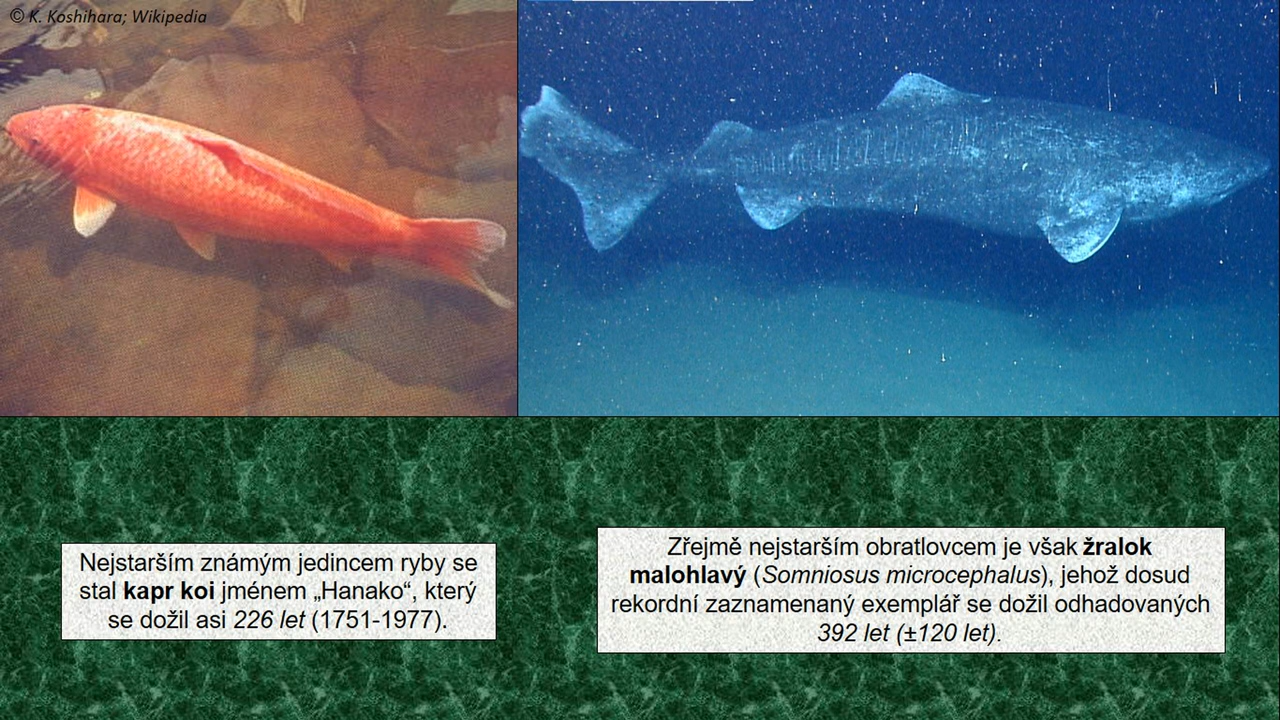 © K. Koshihara; Wikipedia
Nejstarším známým jedincem ryby se
stal kapr koi jménem „Hanako“, který
se dožil asi 226 let (1751-1977).
Zřejmě nejstarším obratlovcem je však žralok
malohlavý (Somniosus microcephalus), jehož dosud
rekordní zaznamenaný exemplář se dožil odhadovaných
392 let (±120 let).